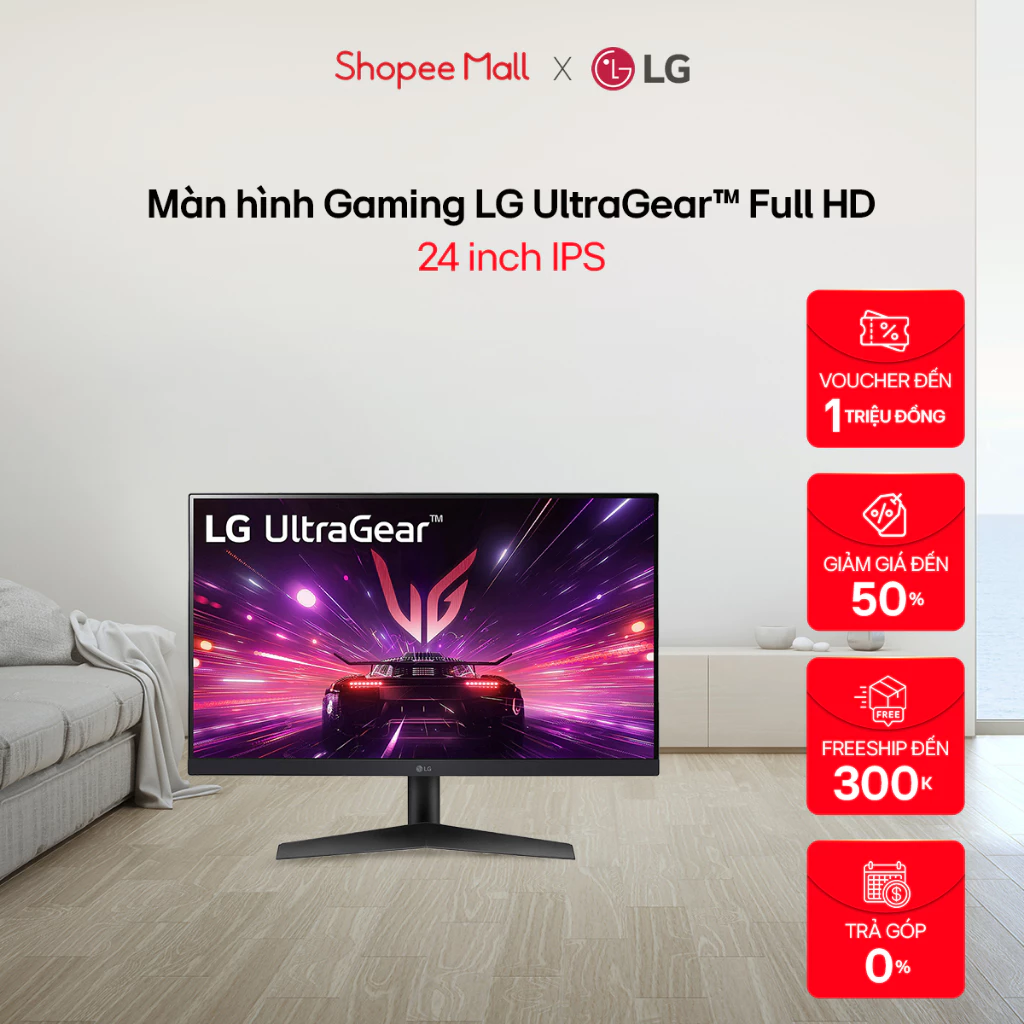 Shopee Mall X LG
Màn hình Gaming LG UltraGear™ Full HD
24 inch IPS
VOUCHER ĐẾN
1 TRIỆU ĐỒNG
GIẢM GIÁ ĐẾN
50%
FREE
FREESHIP ĐẾN
300K
TRẢ GÓP
0%
LG UltraGear™
LG